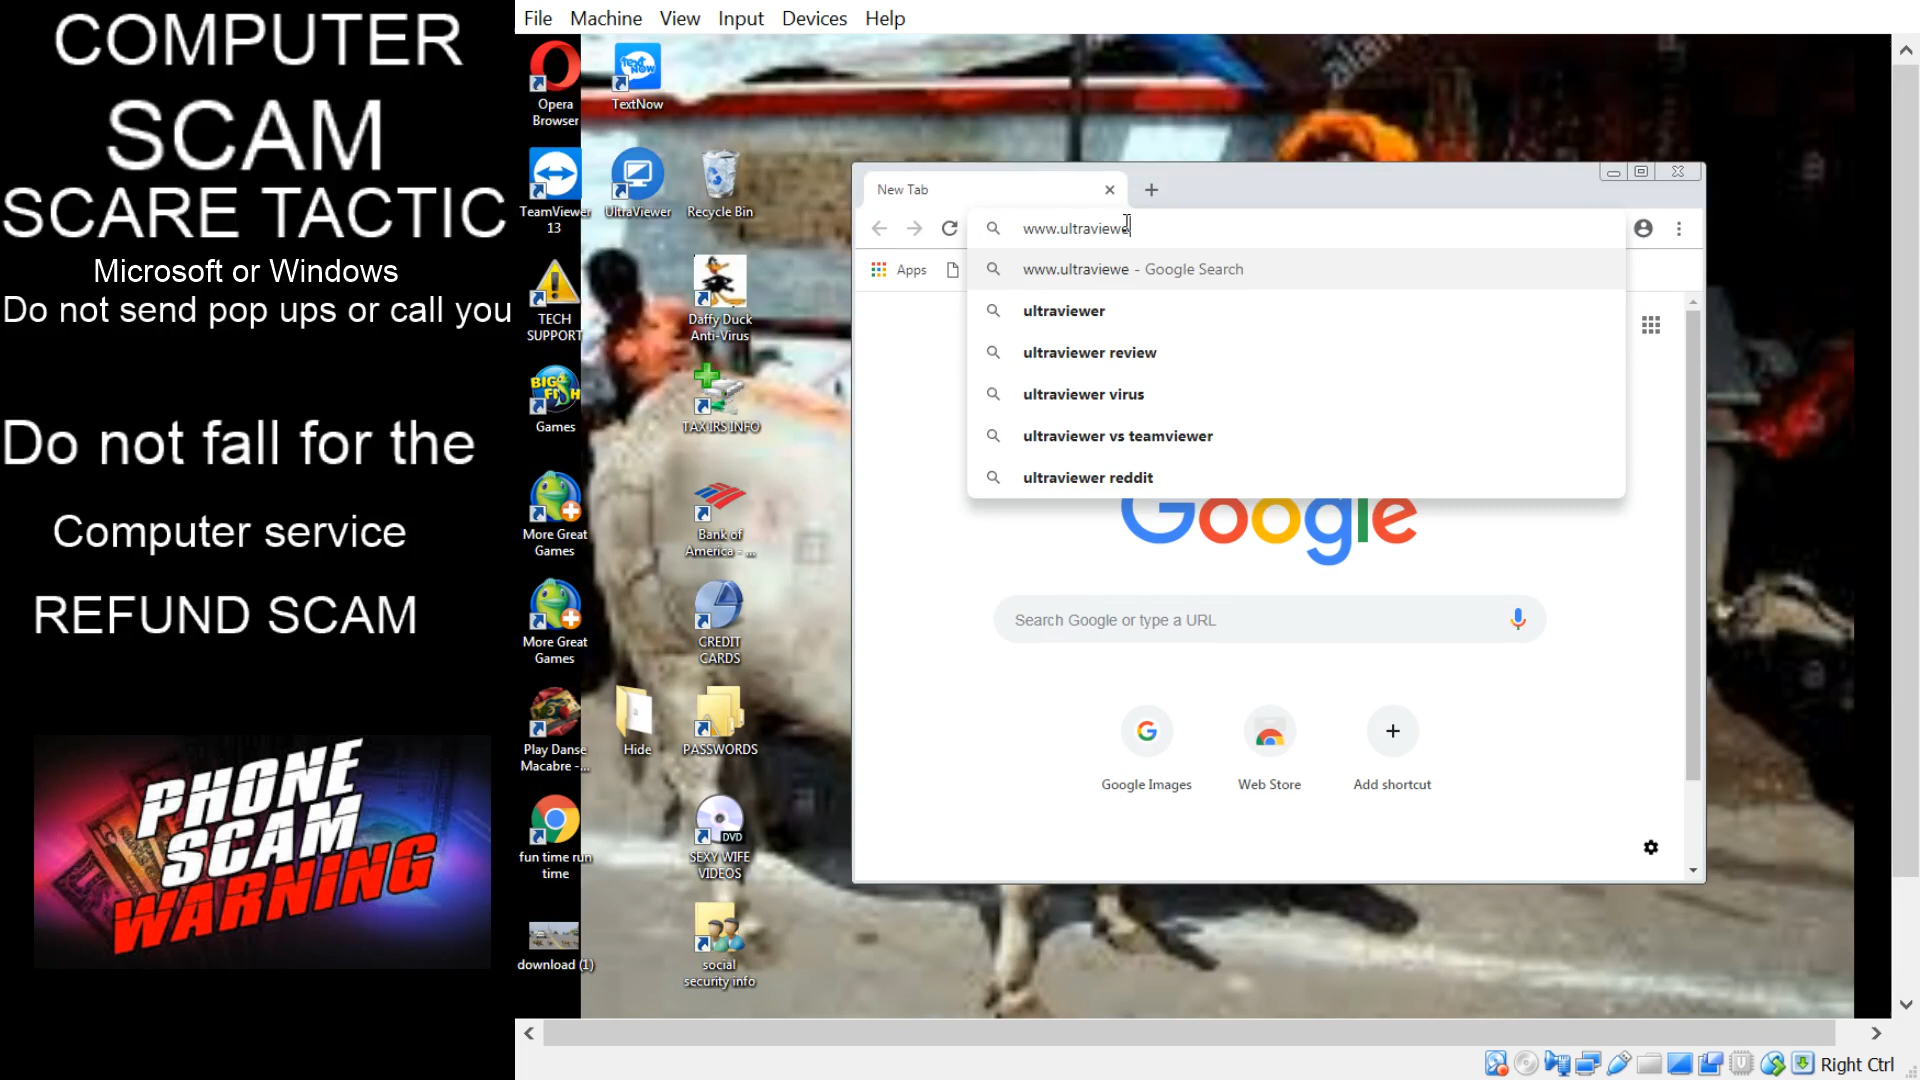 COMPUTER
SCAM
SCARE TACTIC
Microsoft or Windows
Do not send pop ups or call you
Do not fall for the
Computer service
REFUND SCAM
PHONE
SCAM
WARNING
File Machine View Input Devices Help
Opera
Browser
text
NOW
TextNow
TeamViewer
13
UltraViewer
Recycle Bin
TECH
SUPPORT
Daffy Duck
Anti-Virus
BIG
FISH
Games
TAX IRS INFO
More Great
Games
Bank of
America - ...
More Great
Games
CREDIT
CARDS
Play Danse
Macabre -...
Hide
PASSWORDS
fun time run
time
DVD
SEXY WIFE
VIDEOS
download (1)
social
security info
New Tab
www.ultraviewe
Apps
www.ultraviewe - Google Search
ultraviewer
ultraviewer review
ultraviewer virus
ultraviewer vs teamviewer
ultraviewer reddit
Google
Search Google or type a URL
Google Images
Web Store
Add shortcut
Right Ctrl